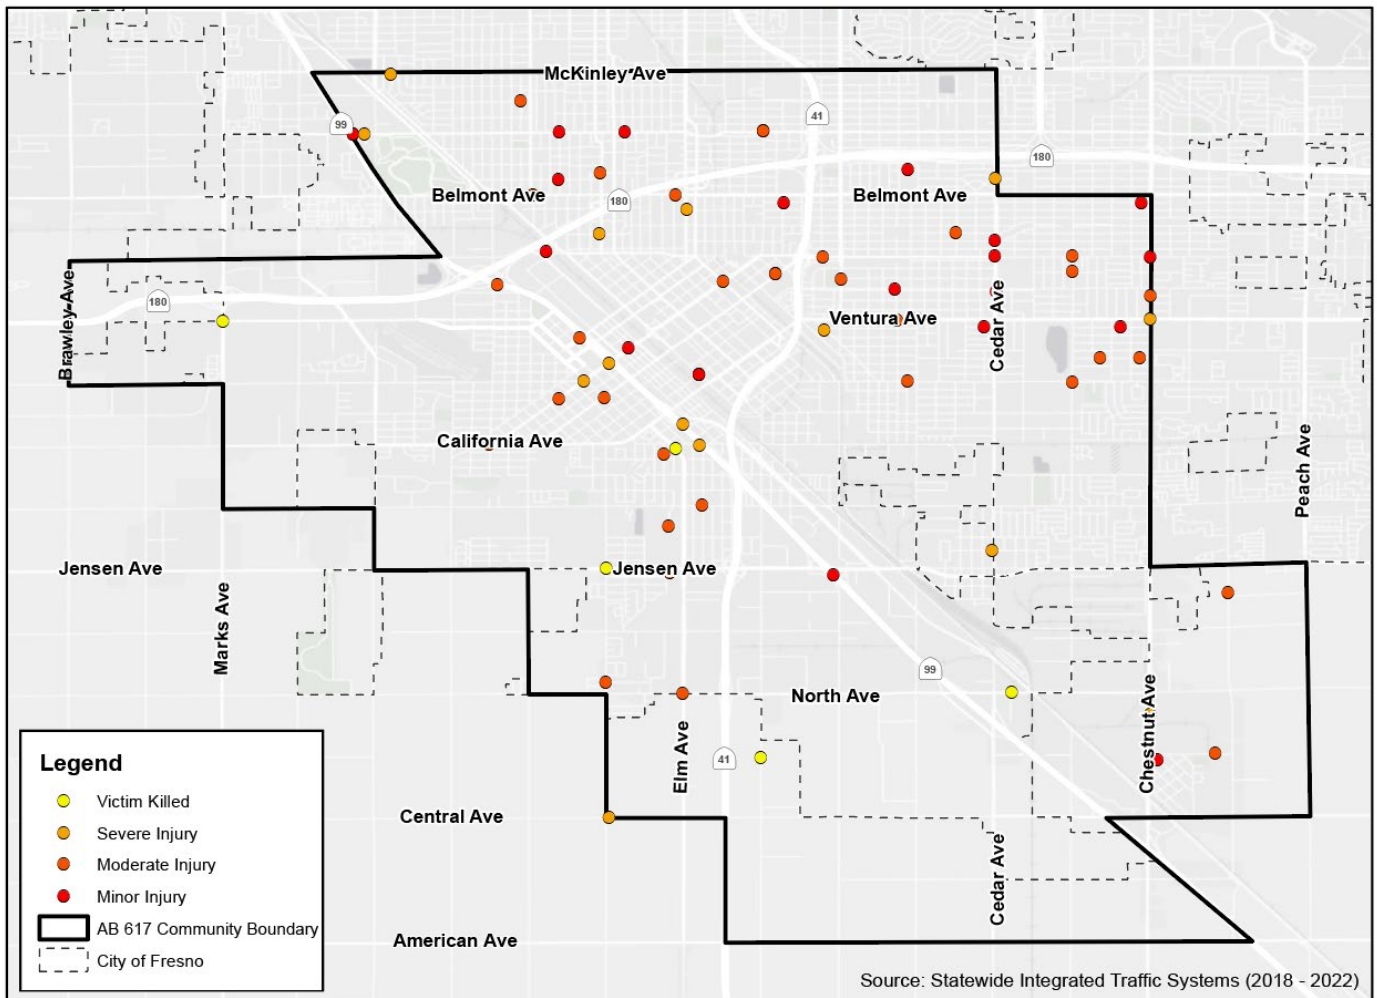 McKinley Ave
99
41
180
Belmont Ave
180
Belmont Ave
Brawley Ave
180
Ventura Ave
Cedar Ave
California Ave
Peach Ave
Jensen Ave
Jensen Ave
Marks Ave
99
North Ave
Elm Ave
41
Chestnut Ave
Central Ave
Cedar Ave
American Ave
Legend
Victim Killed
Severe Injury
Moderate Injury
Minor Injury
AB 617 Community Boundary
City of Fresno
Source: Statewide Integrated Traffic Systems (2018 - 2022)